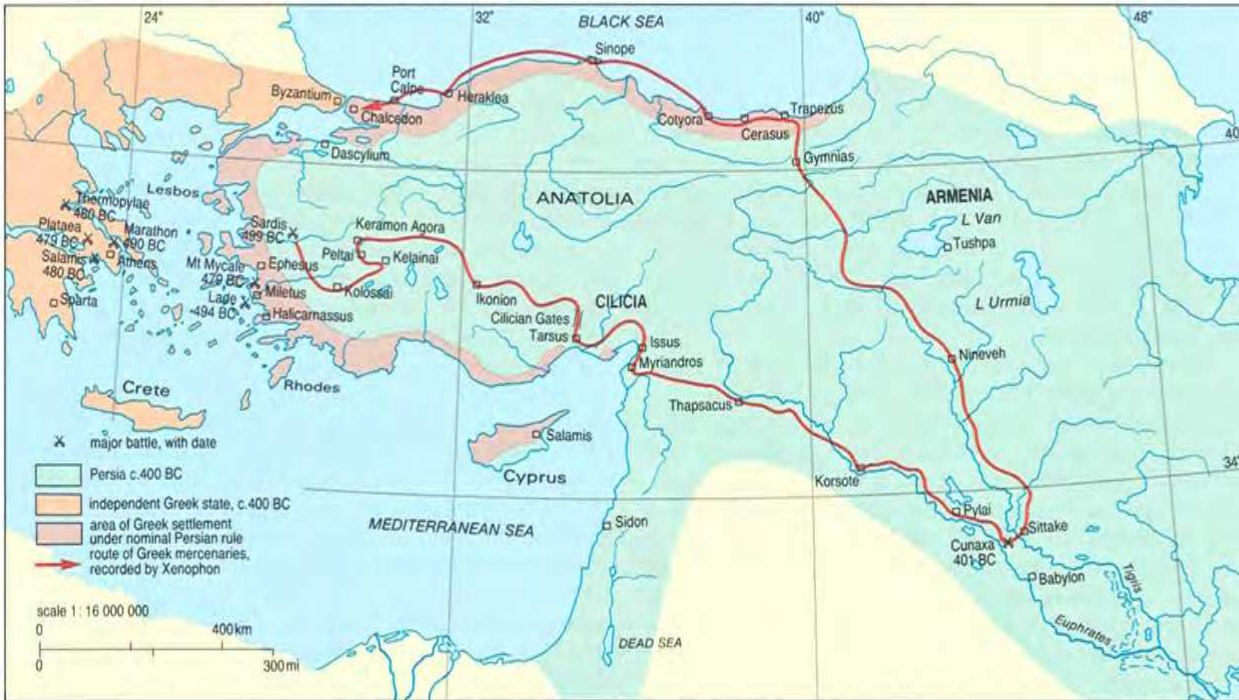 24°
32°
40°
48°
BLACK SEA
Sinope
Port
Calpe
Byzantium
Heraklea
Chalcedon
Cotyora
Trapezus
Cerasus
40°
Dascylium
Gymnias
Lesbos
ANATOLIA
ARMENIA
Thermopylae
480 BC
L Van
Plataea
479 BC
Marathon
490 BC
Sardis
499 BC
Keramon Agora
Tushpa
Salamis
480 BC
Athens
Peltai
Kelainai
Mt Mycale
479 BC
Ephesus
Sparta
Miletus
Kolossai
Ikonion
CILICIA
L Urmia
Lade
494 BC
Halicarnassus
Cilician Gates
Tarsus
Issus
Myriandros
Nineveh
Rhodes
Crete
Thapsacus
major battle, with date
Salamis
Cyprus
Persia c.400 BC
Korsote
34°
independent Greek state, c.400 BC
area of Greek settlement
under nominal Persian rule
route of Greek mercenaries,
recorded by Xenophon
MEDITERRANEAN SEA
Sidon
Pylai
Sittake
Cunaxa
401 BC
Babylon
Tigris
scale 1 : 16 000 000
0 400 km
0 300 mi
Euphrates
DEAD SEA